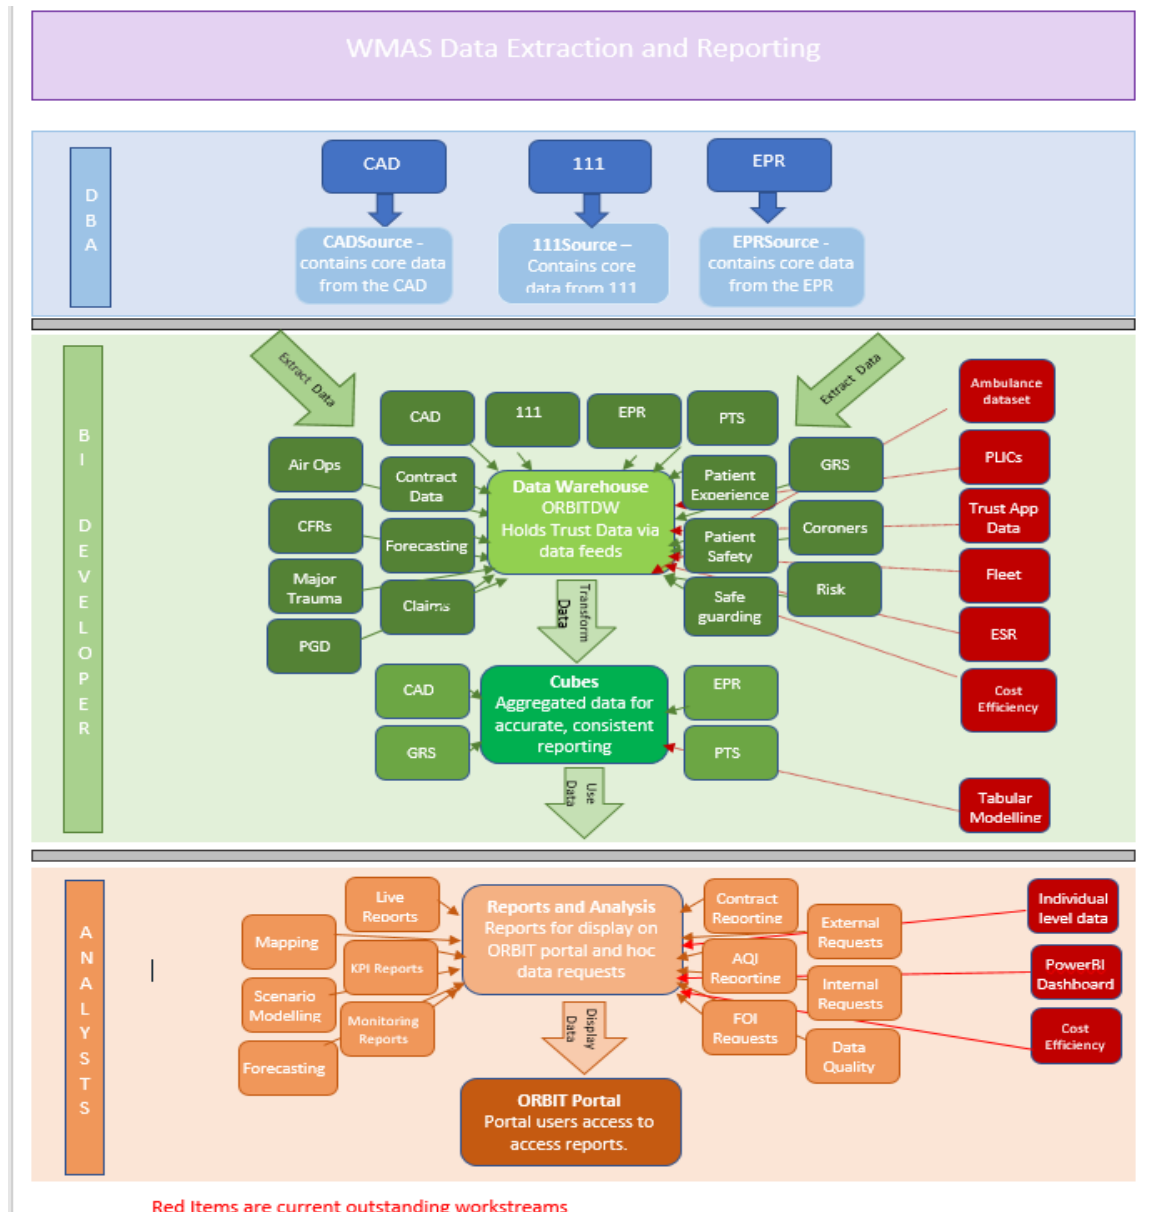 WMAS Data Extraction and Reporting
D
B
A
CAD
111
EPR
CADSource -
contains core data
from the CAD
111Source –
Contains core
data from 111
EPRSource -
contains core data
from the EPR
B
I
D
E
V
E
L
O
P
E
R
Extract Data
Extract Data
CAD
111
EPR
PTS
Air Ops
CFRs
Major
Trauma
PGD
Contract
Data
Forecasting
Claims
Data Warehouse
ORBITDW
Holds Trust Data via
data feeds
Patient
Experience
Patient
Safety
Safe
guarding
GRS
Coroners
Risk
Ambulance
dataset
PLICs
Trust App
Data
Fleet
ESR
Cost
Efficiency
Transform
Data
CAD
GRS
Cubes
Aggregated data for
accurate, consistent
reporting
EPR
PTS
Tabular
Modelling
Use
Data
A
N
A
L
Y
S
T
S
Live
Reports
Mapping
KPI Reports
Scenario
Modelling
Monitoring
Reports
Forecasting
Reports and Analysis
Reports for display on
ORBIT portal and hoc
data requests
Contract
Reporting
External
Requests
AQI
Reporting
Internal
Requests
FOI
Requests
Data
Quality
Individual
level data
PowerBI
Dashboard
Cost
Efficiency
Display
Data
ORBIT Portal
Portal users access to
access reports.
Red Items are current outstanding workstreams